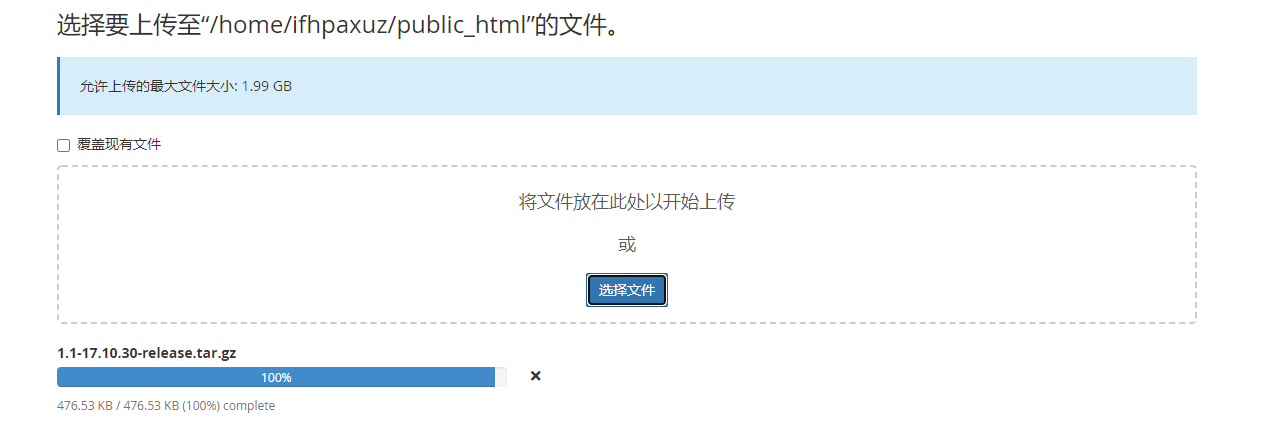 选择要上传至“/home/ifhpaxuz/public_html”的文件。
允许上传的最大文件大小: 1.99 GB
覆盖现有文件
将文件放在此处以开始上传
或
选择文件
1.1-17.10.30-release.tar.gz
100%
476.53 KB / 476.53 KB (100%) complete